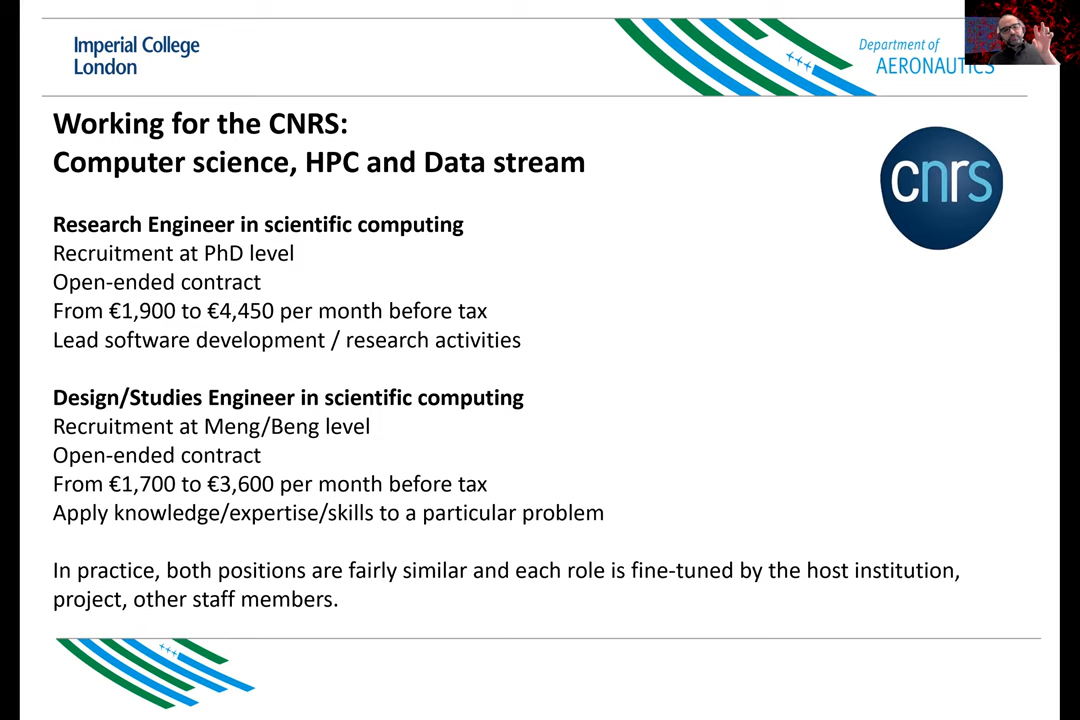 Imperial College
London
Department of
AERONAUTICS
Working for the CNRS:
Computer science, HPC and Data stream
cnrs
Research Engineer in scientific computing
Recruitment at PhD level
Open-ended contract
From €1,900 to €4,450 per month before tax
Lead software development / research activities
Design/Studies Engineer in scientific computing
Recruitment at Meng/Beng level
Open-ended contract
From €1,700 to €3,600 per month before tax
Apply knowledge/expertise/skills to a particular problem
In practice, both positions are fairly similar and each role is fine-tuned by the host institution,
project, other staff members.